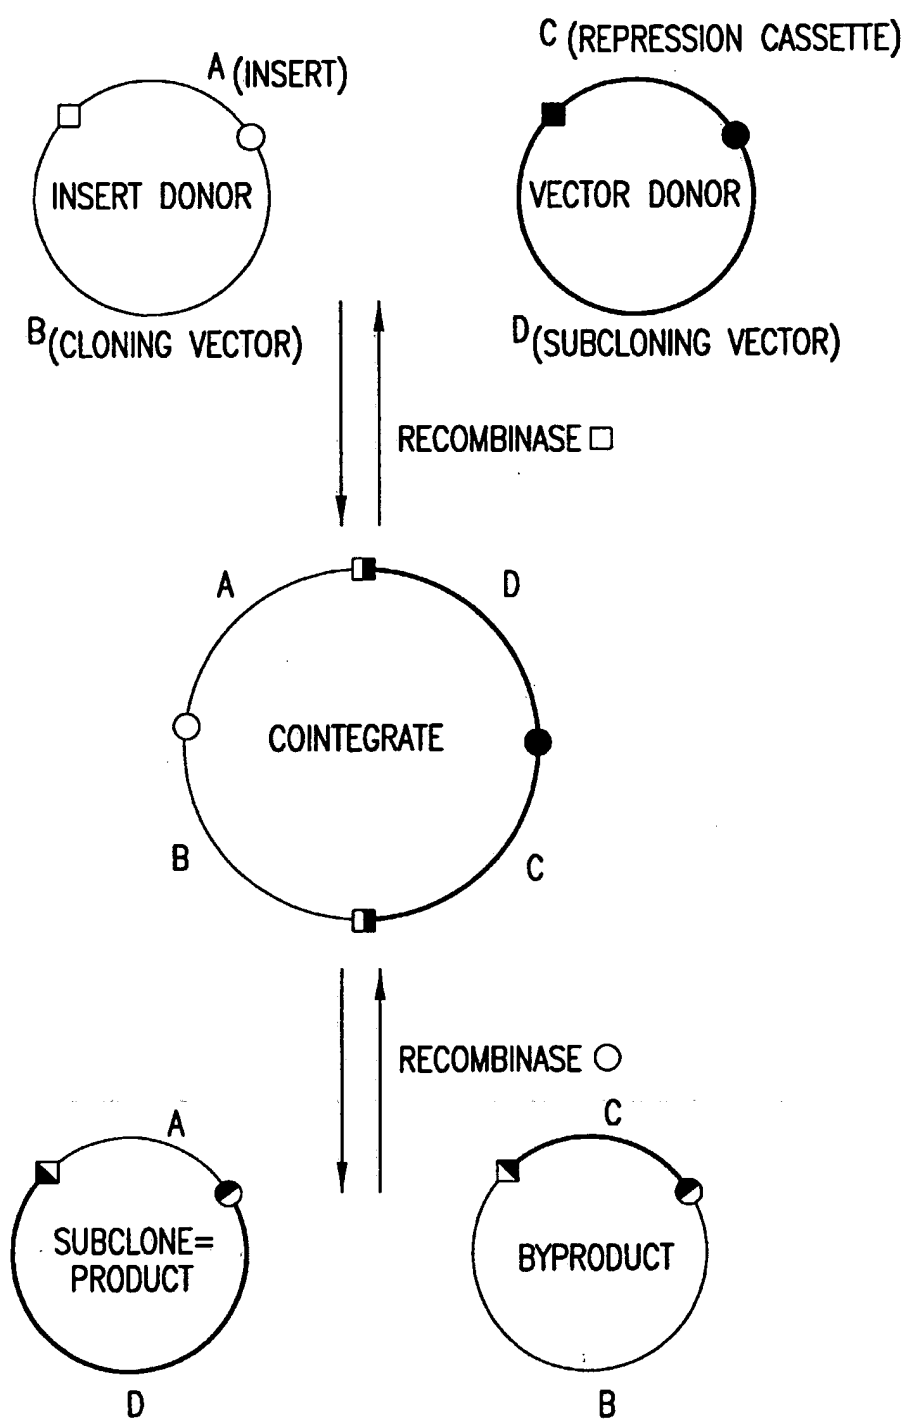 A (INSERT)
C (REPRESSION CASSETTE)
INSERT DONOR
VECTOR DONOR
B (CLONING VECTOR)
D (SUBCLONING VECTOR)
RECOMBINASE
A
D
COINTEGRATE
B
C
RECOMBINASE
A
C
SUBCLONE=
PRODUCT
BYPRODUCT
D
B